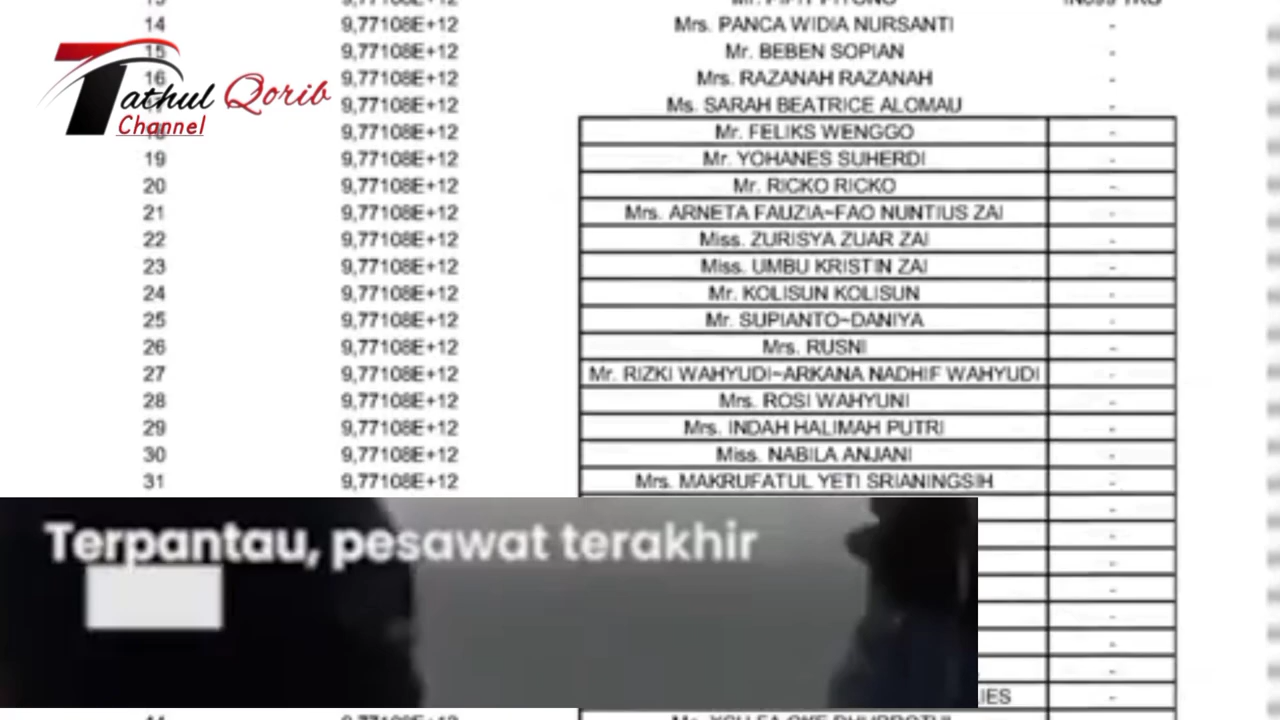 14 9,77108E+12 Mrs. PANCA WIDIA NURSANTI -
15 9,77108E+12 Mr. BEBEN SOPIAN -
16 9,77108E+12 Mrs. RAZANAH RAZANAH -
9,77108E+12 Ms. SARAH BEATRICE ALOMAU -
Tathul Qorib
Channel
18 9,77108E+12 Mr. FELIKS WENGGO -
19 9,77108E+12 Mr. YOHANES SUHERDI -
20 9,77108E+12 Mr. RICKO RICKO -
21 9,77108E+12 Mrs. ARNETA FAUZIA~FAO NUNTIUS ZAI -
22 9,77108E+12 Miss. ZURISYA ZUAR ZAI -
23 9,77108E+12 Miss. UMBU KRISTIN ZAI -
24 9,77108E+12 Mr. KOLISUN KOLISUN -
25 9,77108E+12 Mr. SUPIANTO~DANIYA -
26 9,77108E+12 Mrs. RUSNI -
27 9,77108E+12 Mr. RIZKI WAHYUDI~ARKANA NADHIF WAHYUDI -
28 9,77108E+12 Mrs. ROSI WAHYUNI -
29 9,77108E+12 Mrs. INDAH HALIMAH PUTRI -
30 9,77108E+12 Miss. NABILA ANJANI -
31 9,77108E+12 Mrs. MAKRUFATUL YETI SRIANINGSIH -
Terpantau, pesawat terakhir
IES -